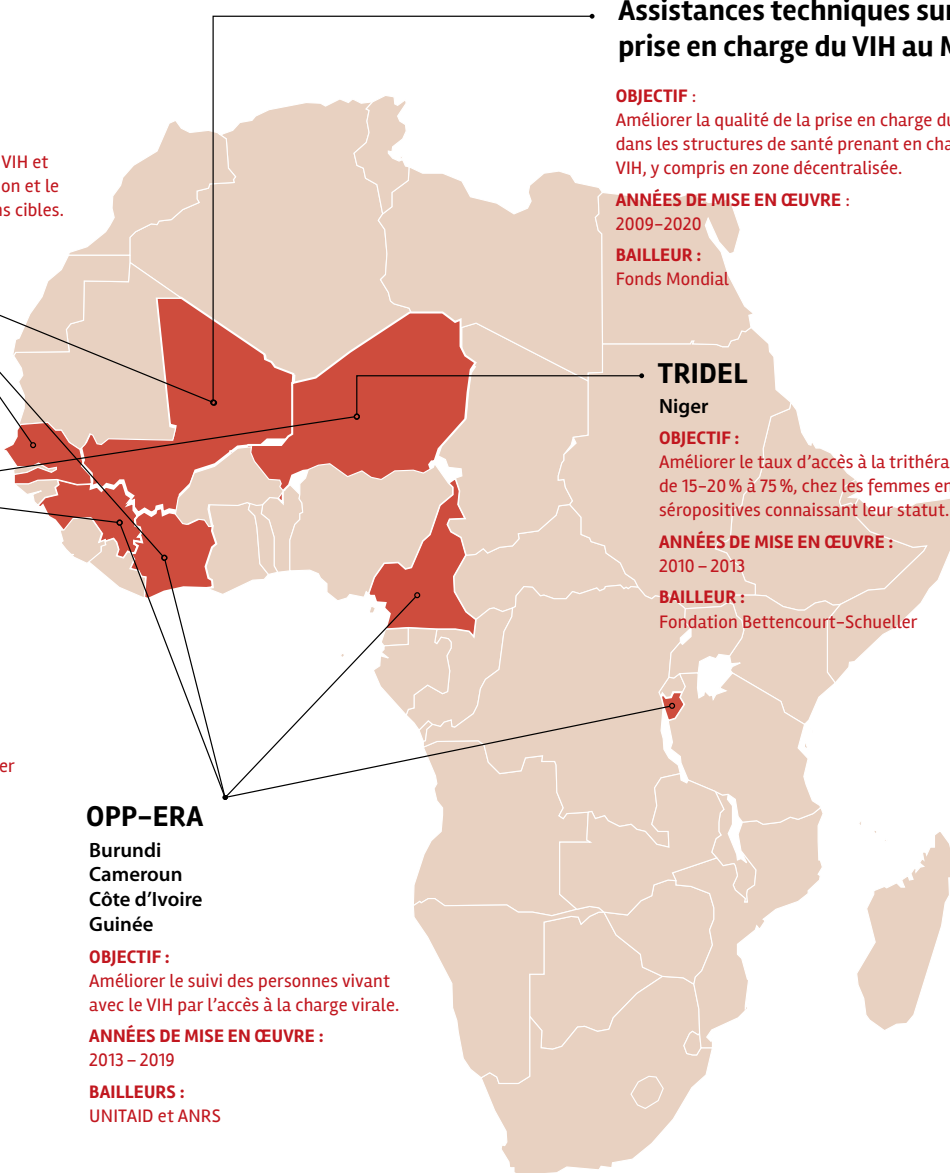 Assistances techniques sur
prise en charge du VIH au
OBJECTIF :
Améliorer la qualité de la prise en charge du
dans les structures de santé prenant en
VIH, y compris en zone décentralisée.
ANNÉES DE MISE EN ŒUVRE :
2009–2020
BAILLEUR :
Fonds Mondial
VIH et
on et le
cibles.
TRIDEL
Niger
OBJECTIF :
Améliorer le taux d’accès à la
de 15–20 % à 75 %, chez les femmes
séropositives connaissant leur statut.
ANNÉES DE MISE EN ŒUVRE :
2010 – 2013
BAILLEUR :
Fondation Bettencourt–Schueller
er
OPP–ERA
Burundi
Cameroun
Côte d’Ivoire
Guinée
OBJECTIF :
Améliorer le suivi des personnes vivant
avec le VIH par l’accès à la charge virale.
ANNÉES DE MISE EN ŒUVRE :
2013 – 2019
BAILLEURS :
UNITAID et ANRS